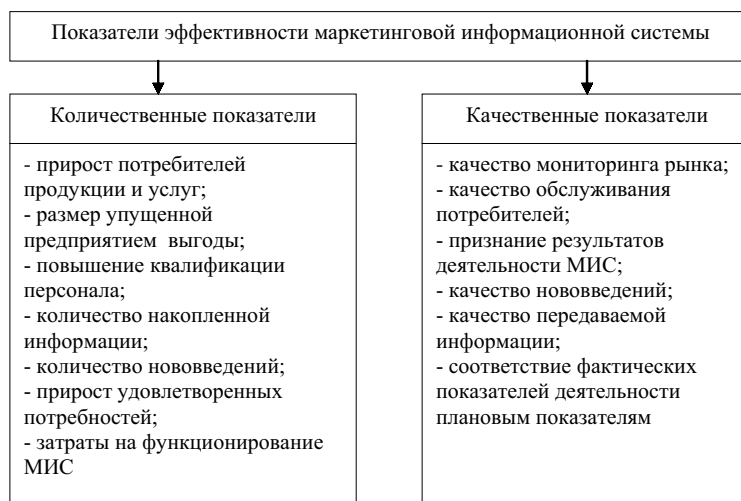 Показатели эффективности маркетинговой информационной системы
Количественные показатели
- прирост потребителей
продукции и услуг;
- размер упущенной
предприятием выгоды;
- повышение квалификации
персонала;
- количество накопленной
информации;
- количество нововведений;
- прирост удовлетворенных
потребностей;
- затраты на функционирование
МИС
Качественные показатели
- качество мониторинга рынка;
- качество обслуживания
потребителей;
- признание результатов
деятельности МИС;
- качество нововведений;
- качество передаваемой
информации;
- соответствие фактических
показателей деятельности
плановым показателям